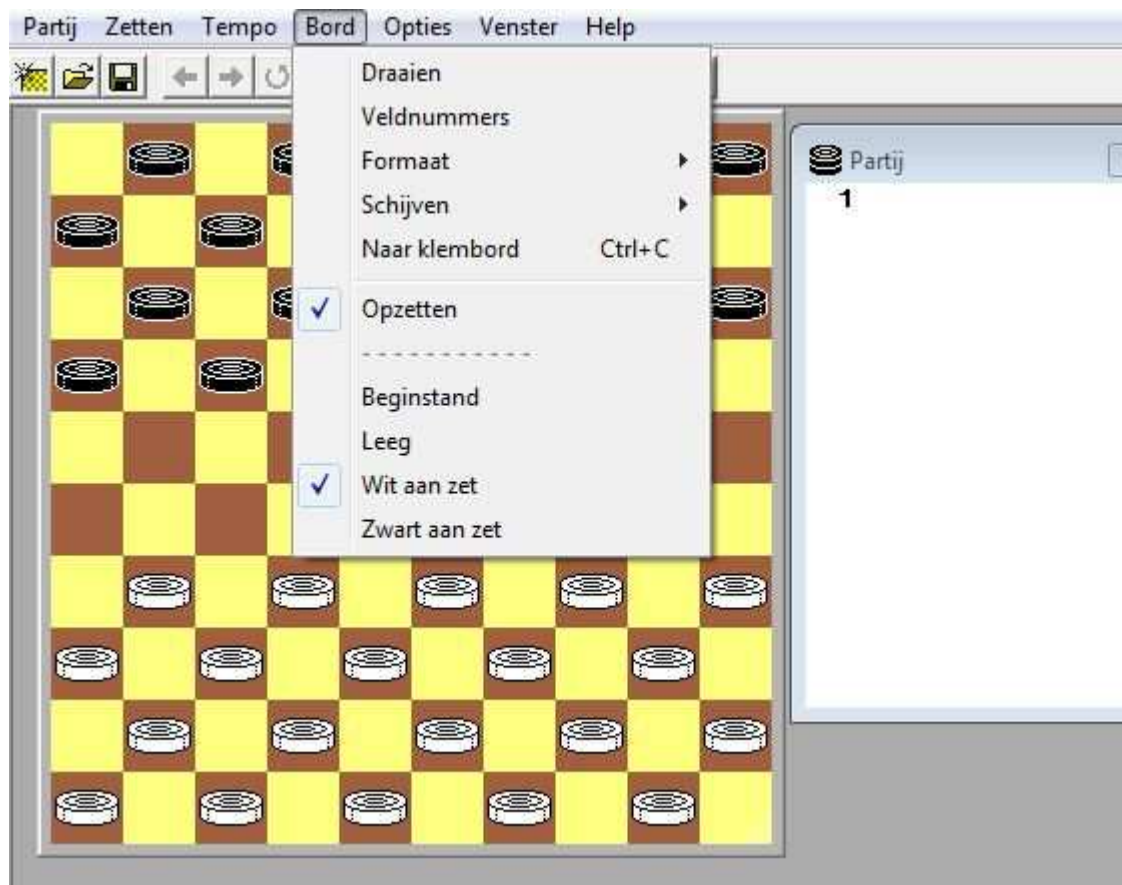 Partij Zetten Tempo Bord Opties Venster Help
Draaien
Veldnummers
Formaat
Schijven
Naar klembord Ctrl+C
Opzetten
- - - - - - - - - - -
Beginstand
Leeg
Wit aan zet
Zwart aan zet
Partij
1